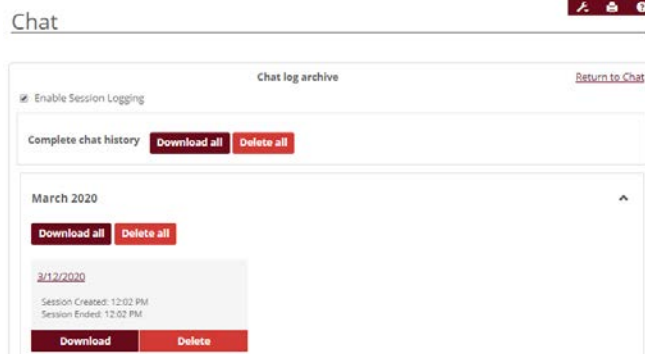 Chat
Chat log archive
Return to Chat
Enable Session Logging
Complete chat history Download all Delete all
March 2020
Download all Delete all
3/12/2020
Session Created: 12:02 PM
Session Ended: 12:02 PM
Download Delete